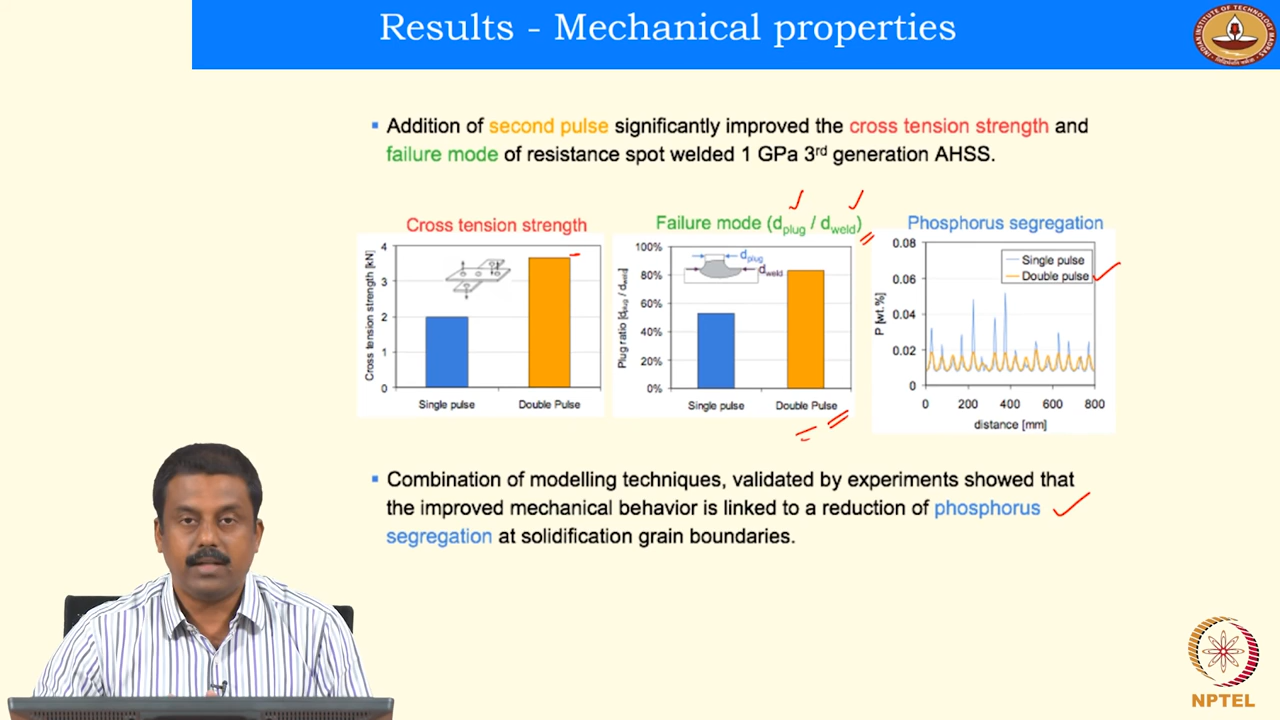 Results - Mechanical properties
Addition of second pulse significantly improved the cross tension strength and
failure mode of resistance spot welded 1 GPa 3rd generation AHSS.
Cross tension strength
Cross tension strength [kN]
4
3
2
1
0
Single pulse
Double Pulse
Failure mode (dplug / dweld)
Plug ratio [dplug / dweld]
100%
80%
60%
40%
20%
0%
dplug
dweld
Single pulse
Double Pulse
Phosphorus segregation
P [wt.%]
0.08
0.06
0.04
0.02
0
Single pulse
Double pulse
0 200 400 600 800
distance [mm]
Combination of modelling techniques, validated by experiments showed that
the improved mechanical behavior is linked to a reduction of phosphorus
segregation at solidification grain boundaries.
INDIAN INSTITUTE OF TECHNOLOGY MADRAS
NPTEL